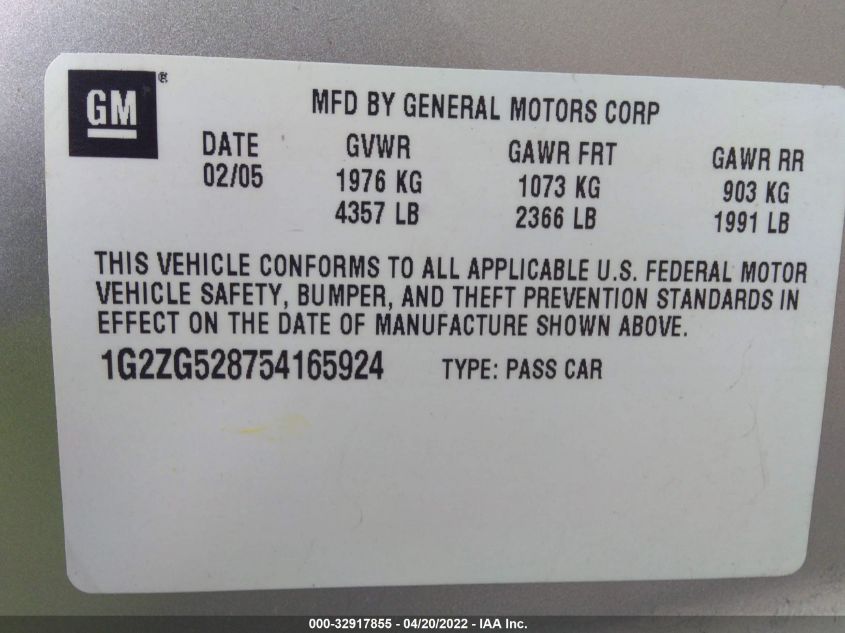 GM ®
MFD BY GENERAL MOTORS CORP
DATE GVWR GAWR FRT GAWR RR
02/05 1976 KG 1073 KG 903 KG
4357 LB 2366 LB 1991 LB
THIS VEHICLE CONFORMS TO ALL APPLICABLE U.S. FEDERAL MOTOR
VEHICLE SAFETY, BUMPER, AND THEFT PREVENTION STANDARDS IN
EFFECT ON THE DATE OF MANUFACTURE SHOWN ABOVE.
1G2ZG528754165924 TYPE: PASS CAR
000-32917855 - 04/20/2022 - IAA Inc.